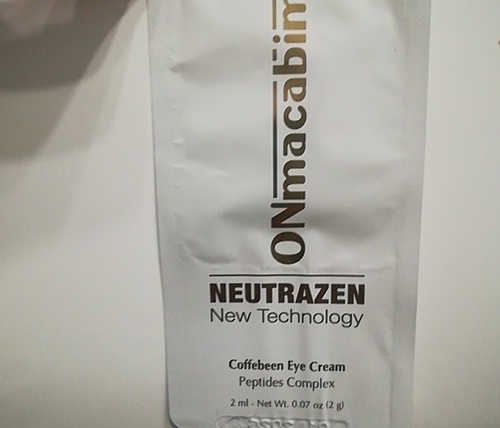 ONmacabim
NEUTRAZEN
New Technology
Coffebeen Eye Cream
Peptides Complex
2 ml - Net Wt. 0.07 oz (2 g)